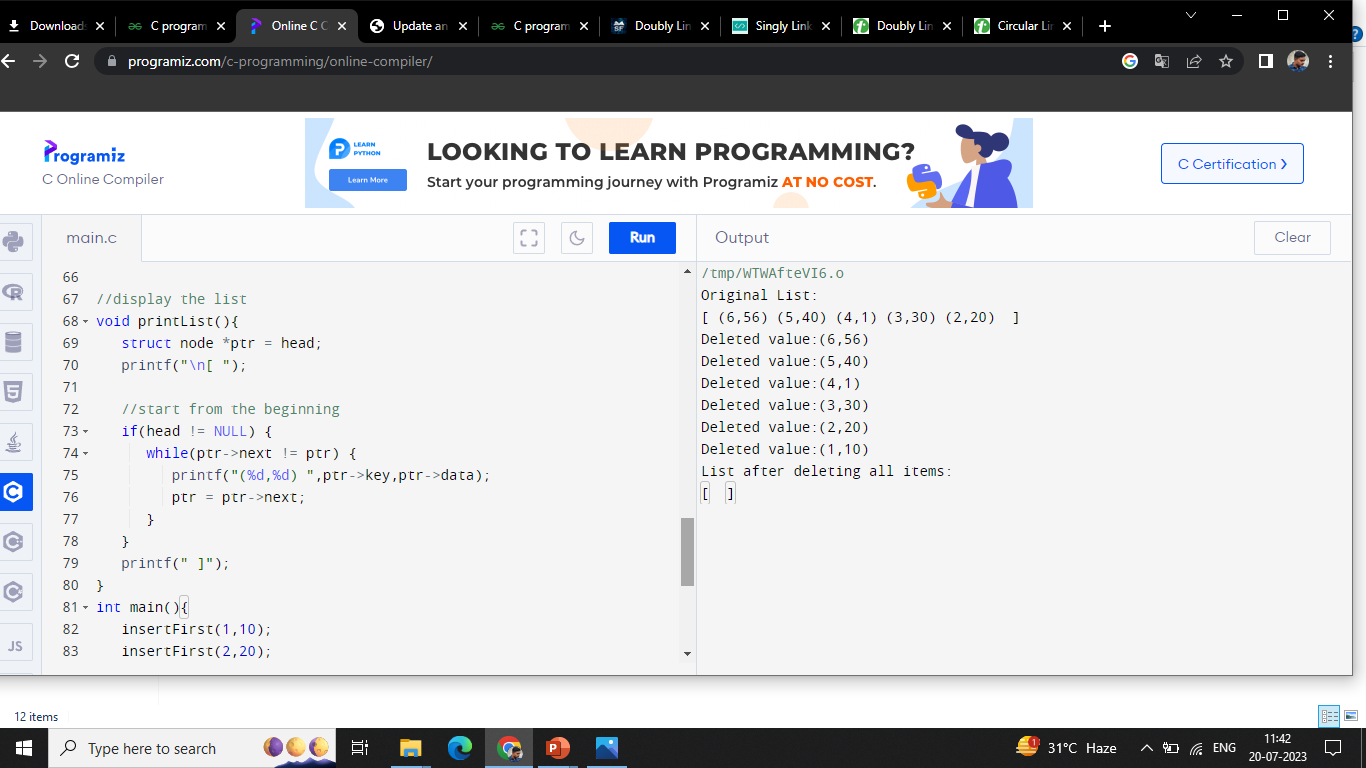 Downloads
C program
Online C C
Update an
C program
Doubly Lin
Singly Link
Doubly Lin
Circular Li
programiz.com/c-programming/online-compiler/
Programiz
C Online Compiler
LEARN
PYTHON
Learn More
LOOKING TO LEARN PROGRAMMING?
Start your programming journey with Programiz AT NO COST.
C Certification >
main.c
Run
Output
Clear
66
67 //display the list
68 void printList(){
69 struct node *ptr = head;
70 printf("\n[ ");
71
72 //start from the beginning
73 if(head != NULL) {
74 while(ptr->next != ptr) {
75 printf("(%d,%d) ",ptr->key,ptr->data);
76 ptr = ptr->next;
77 }
78 }
79 printf(" ]");
80 }
81 int main(){
82 insertFirst(1,10);
83 insertFirst(2,20);
JS
/tmp/WTWAfteVI6.o
Original List:
[ (6,56) (5,40) (4,1) (3,30) (2,20)  ]
Deleted value:(6,56)
Deleted value:(5,40)
Deleted value:(4,1)
Deleted value:(3,30)
Deleted value:(2,20)
Deleted value:(1,10)
List after deleting all items:
[  ]
12 items
Type here to search
31°C Haze
ENG
11:42
20-07-2023